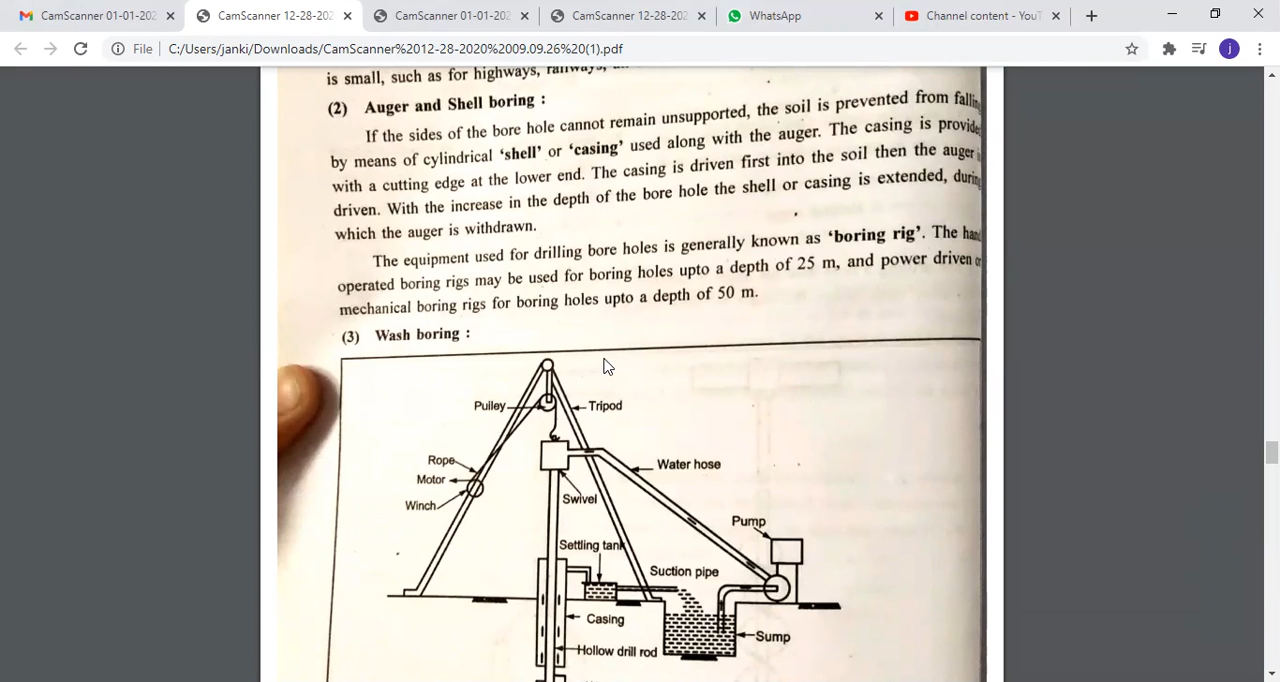 CamScanner 01-01-202
CamScanner 12-28-202
CamScanner 01-01-202
CamScanner 12-28-202
WhatsApp
Channel content - YouT
File
C:/Users/janki/Downloads/CamScanner%2012-28-2020%2009.09.26%20(1).pdf
j
is small, such as for highways, railways,
(2) Auger and Shell boring :
If the sides of the bore hole cannot remain unsupported, the soil is prevented from fallin
by means of cylindrical ‘shell’ or ‘casing’ used along with the auger. The casing is provide
with a cutting edge at the lower end. The casing is driven first into the soil then the auger
driven. With the increase in the depth of the bore hole the shell or casing is extended, durin
which the auger is withdrawn.
The equipment used for drilling bore holes is generally known as ‘boring rig’. The han
operated boring rigs may be used for boring holes upto a depth of 25 m, and power driven
mechanical boring rigs for boring holes upto a depth of 50 m.
(3) Wash boring :
Pulley
Tripod
Rope
Motor
Winch
Water hose
Swivel
Pump
Settling tank
Suction pipe
Casing
Sump
Hollow drill rod